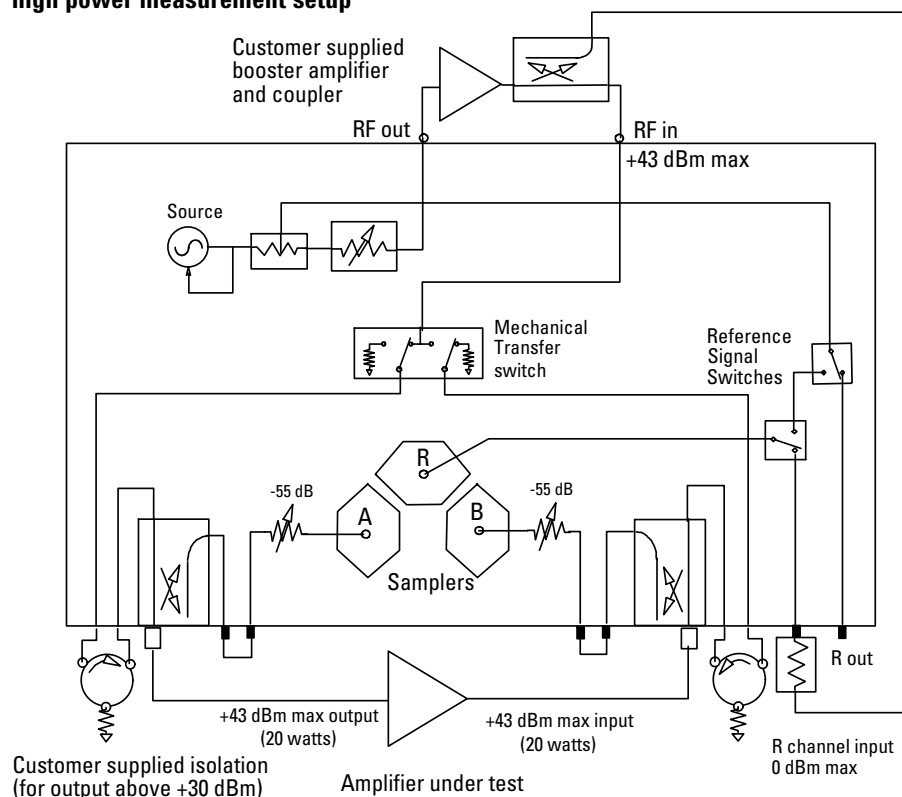 high power measurement setup
Customer supplied
booster amplifier
and coupler
RF out
RF in
+43 dBm max
Source
Mechanical
Transfer
switch
Reference
Signal
Switches
R
-55 dB
-55 dB
A
B
Samplers
R out
+43 dBm max output
(20 watts)
+43 dBm max input
(20 watts)
R channel input
0 dBm max
Customer supplied isolation
(for output above +30 dBm)
Amplifier under test